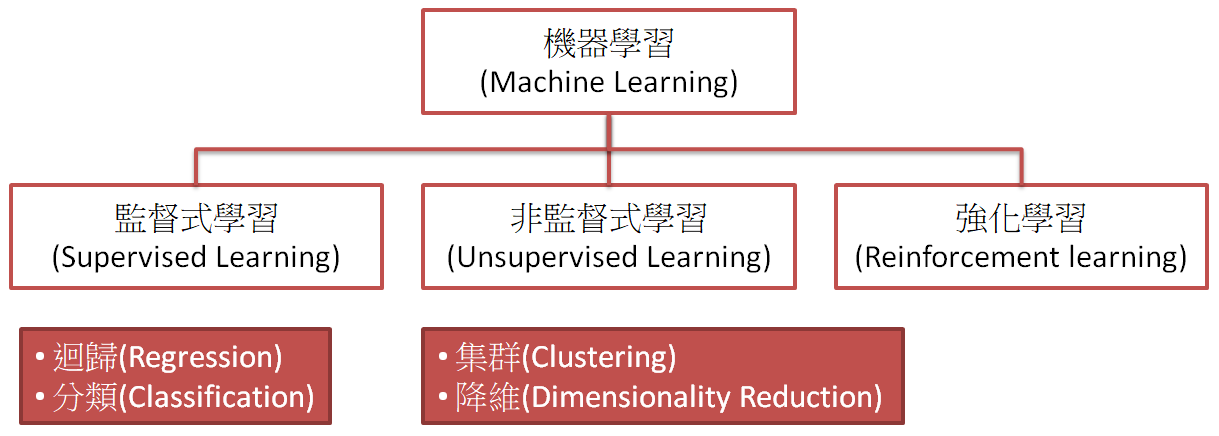 機器學習
(Machine Learning)
監督式學習
(Supervised Learning)
非監督式學習
(Unsupervised Learning)
強化學習
(Reinforcement learning)
• 迴歸(Regression)
• 分類(Classification)
• 集群(Clustering)
• 降維(Dimensionality Reduction)